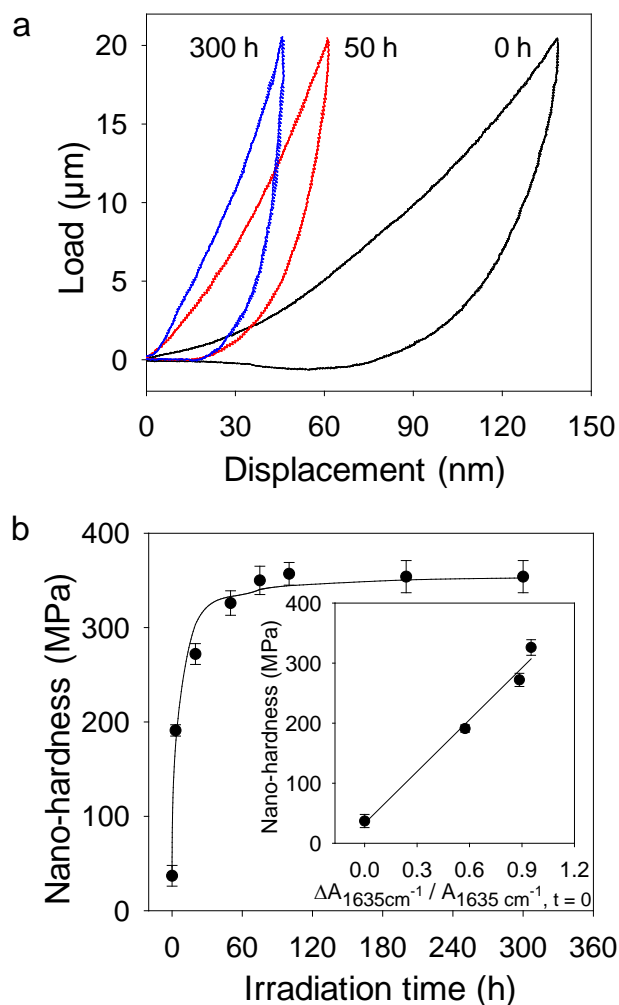 a
300 h 50 h 0 h
20
15
10
5
0
Load (µm)
0 30 60 90 120 150
Displacement (nm)
b
400
300
200
100
0
Nano-hardness (MPa)
0 60 120 180 240 300 360
Irradiation time (h)
400
300
200
100
0
Nano-hardness (MPa)
0.0 0.3 0.6 0.9 1.2
ΔA1635cm⁻¹ / A1635 cm⁻¹, t = 0